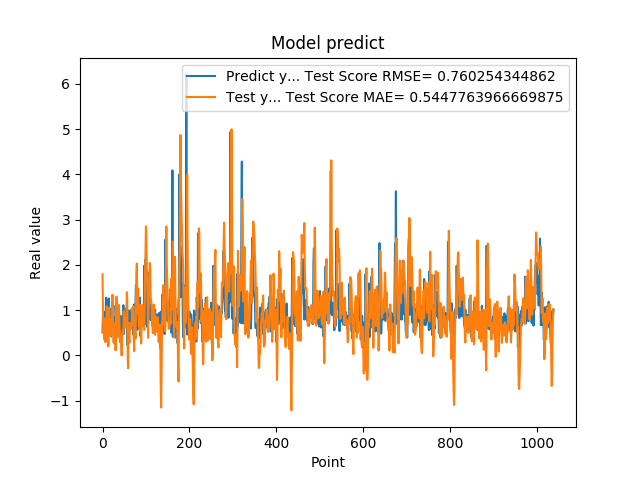 Model predict
Predict y... Test Score RMSE= 0.760254344862
Test y... Test Score MAE= 0.5447763966669875
Real value
6
5
4
3
2
1
0
−1
0 200 400 600 800 1000
Point